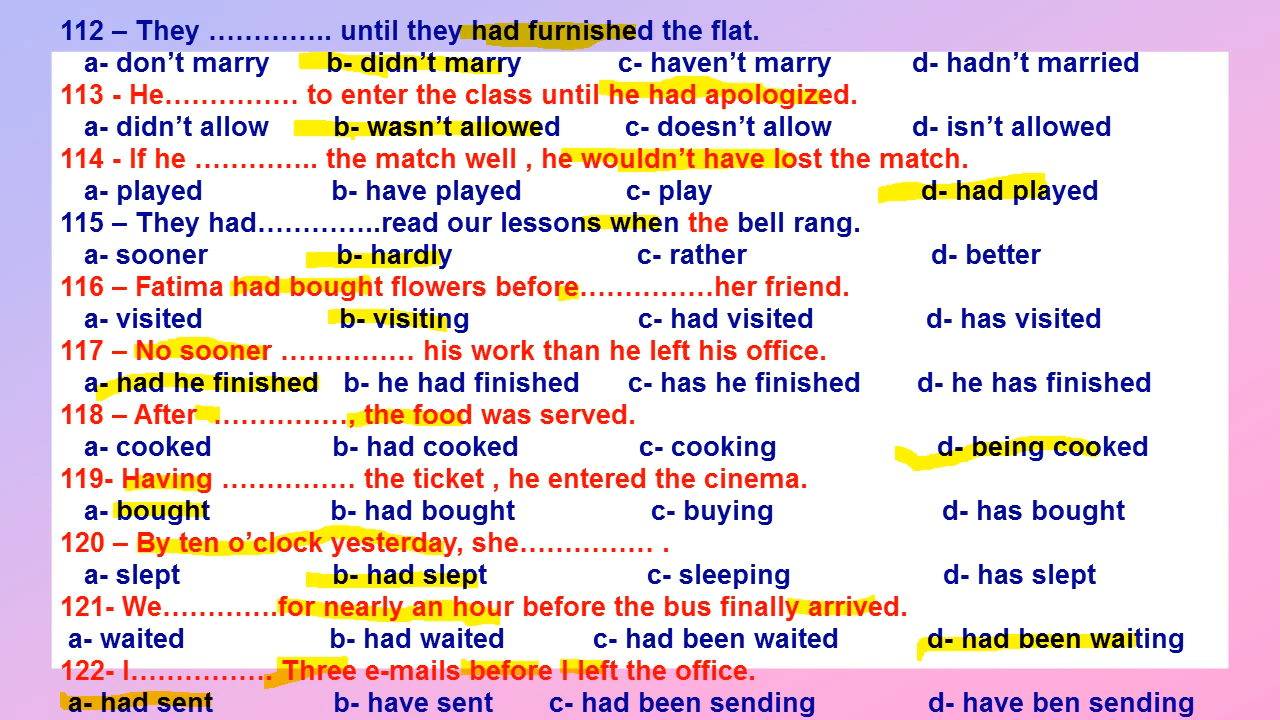 112 – They ………….. until they had furnished the flat.
a- don’t marry b- didn’t marry c- haven’t marry d- hadn’t married
113 - He…………… to enter the class until he had apologized.
a- didn’t allow b- wasn’t allowed c- doesn’t allow d- isn’t allowed
114 - If he ………….. the match well , he wouldn’t have lost the match.
a- played b- have played c- play d- had played
115 – They had…………..read our lessons when the bell rang.
a- sooner b- hardly c- rather d- better
116 – Fatima had bought flowers before……………her friend.
a- visited b- visiting c- had visited d- has visited
117 – No sooner …………… his work than he left his office.
a- had he finished b- he had finished c- has he finished d- he has finished
118 – After ……………, the food was served.
a- cooked b- had cooked c- cooking d- being cooked
119- Having …………… the ticket , he entered the cinema.
a- bought b- had bought c- buying d- has bought
120 – By ten o’clock yesterday, she…………… .
a- slept b- had slept c- sleeping d- has slept
121- We………….for nearly an hour before the bus finally arrived.
a- waited b- had waited c- had been waited d- had been waiting
122- I……………. Three e-mails before I left the office.
a- had sent b- have sent c- had been sending d- have ben sending